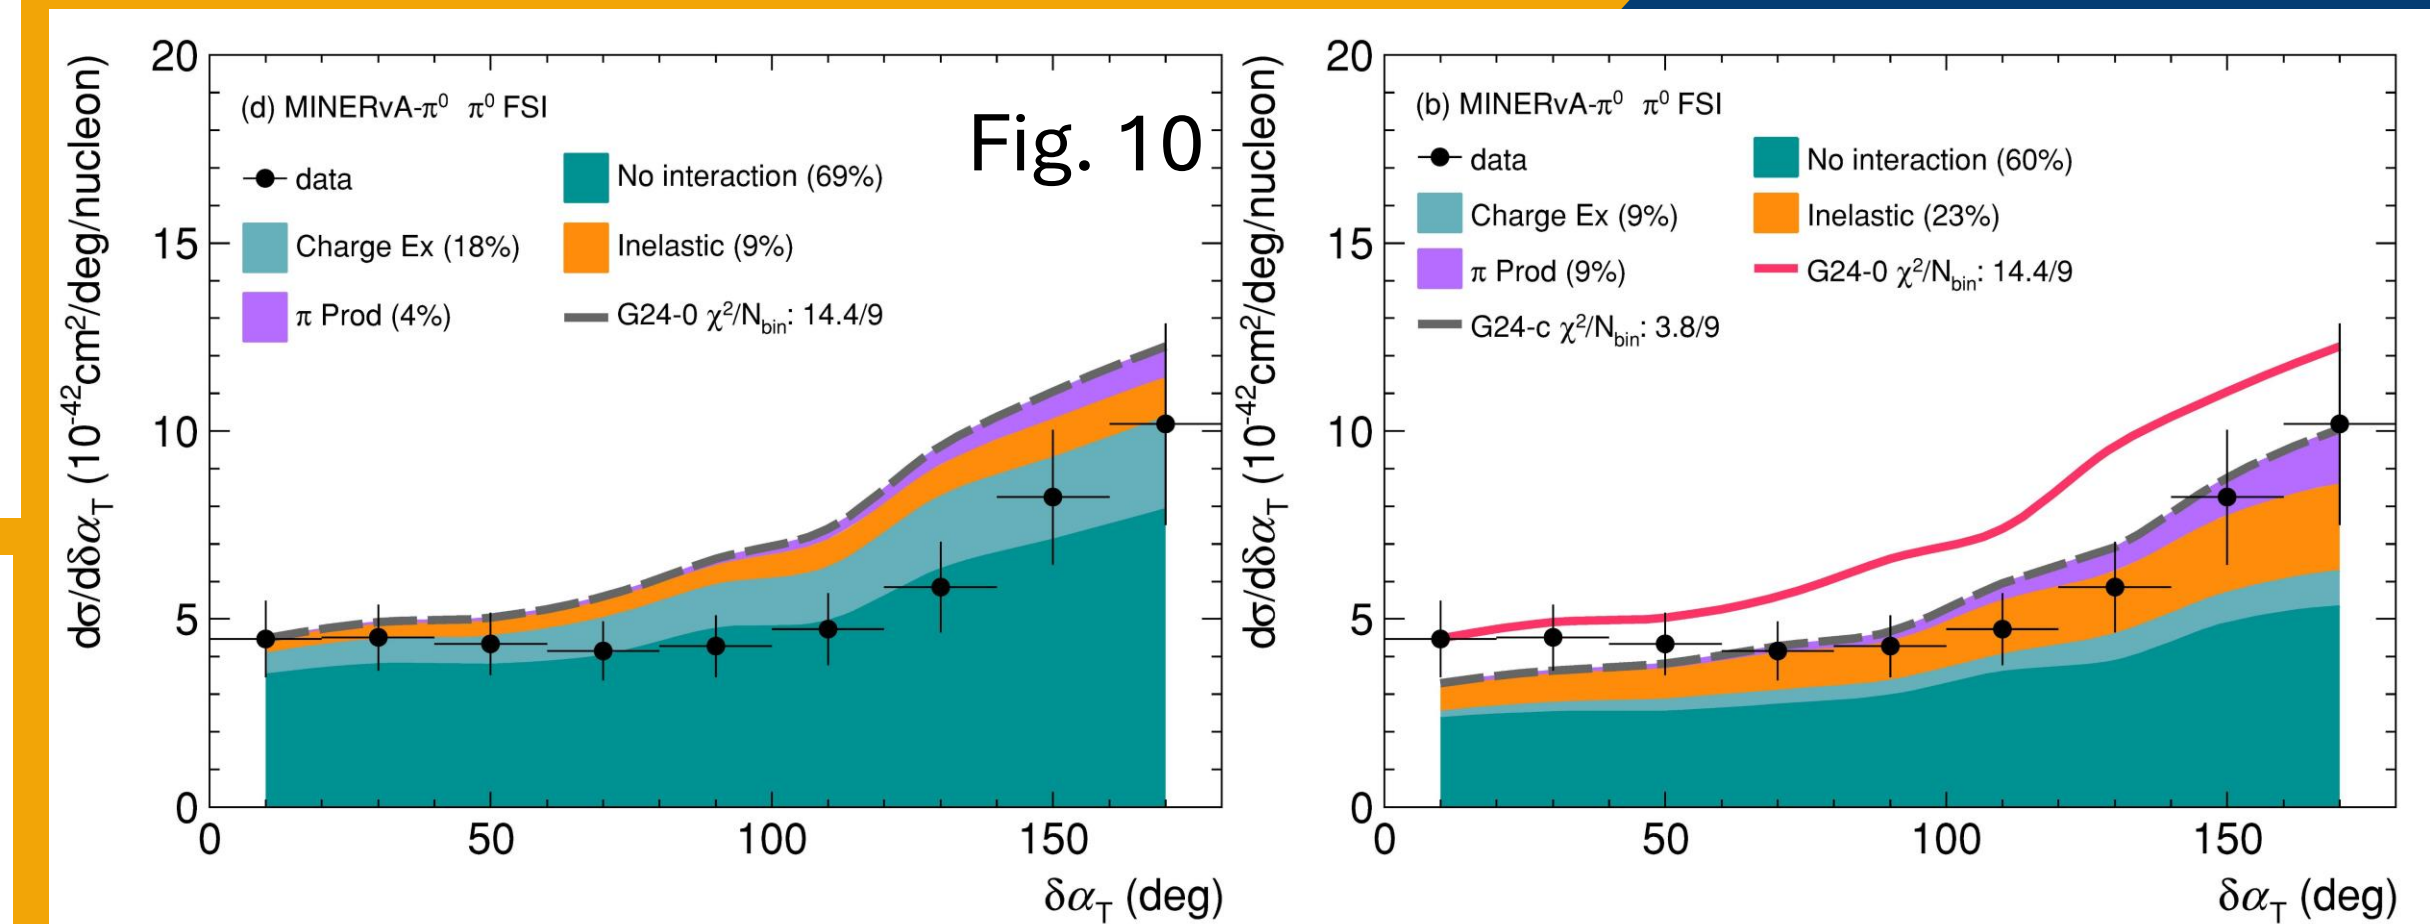 Fig. 10
(d) MINERvA-π⁰ π⁰ FSI
data
No interaction (69%)
Charge Ex (18%)
Inelastic (9%)
π Prod (4%)
G24-0 χ²/N_bin: 14.4/9
20
15
10
5
0
0 50 100 150
dσ/dδα_T (10⁻⁴²cm²/deg/nucleon)
δα_T (deg)
(b) MINERvA-π⁰ π⁰ FSI
data
No interaction (60%)
Charge Ex (9%)
Inelastic (23%)
π Prod (9%)
G24-0 χ²/N_bin: 14.4/9
G24-c χ²/N_bin: 3.8/9
20
15
10
5
0
0 50 100 150
dσ/dδα_T (10⁻⁴²cm²/deg/nucleon)
δα_T (deg)